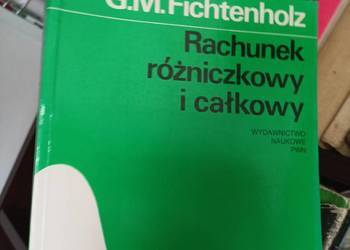 G.M.Fichtenholz
Rachunek
różniczkowy
i całkowy
WYDAWNICTWO
NAUKOWE
PWN